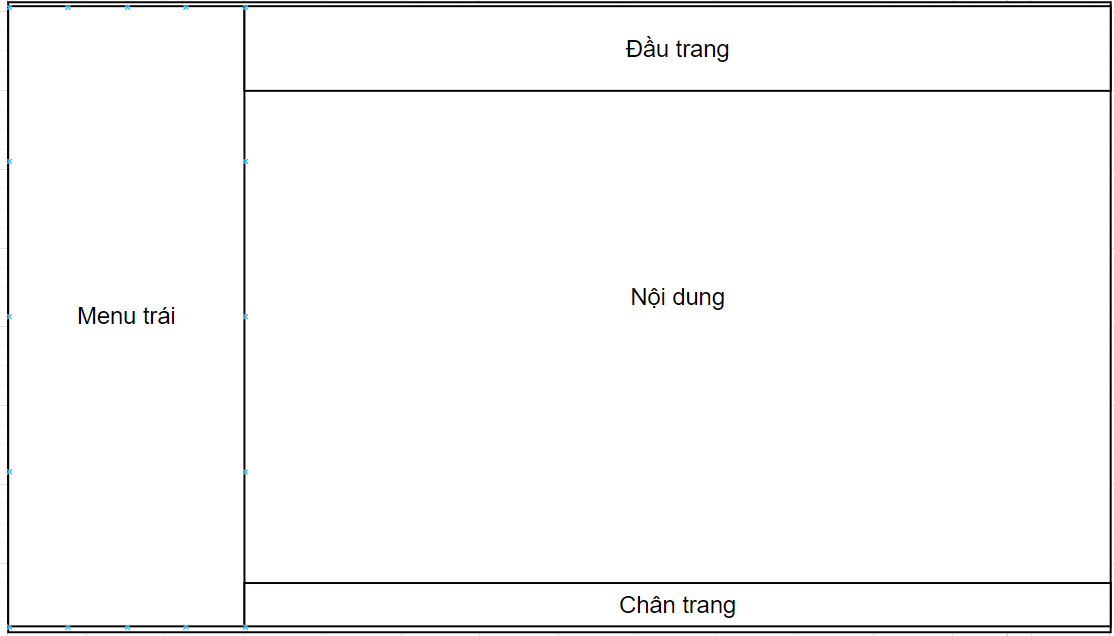 Đầu trang
Nội dung
Menu trái
Chân trang